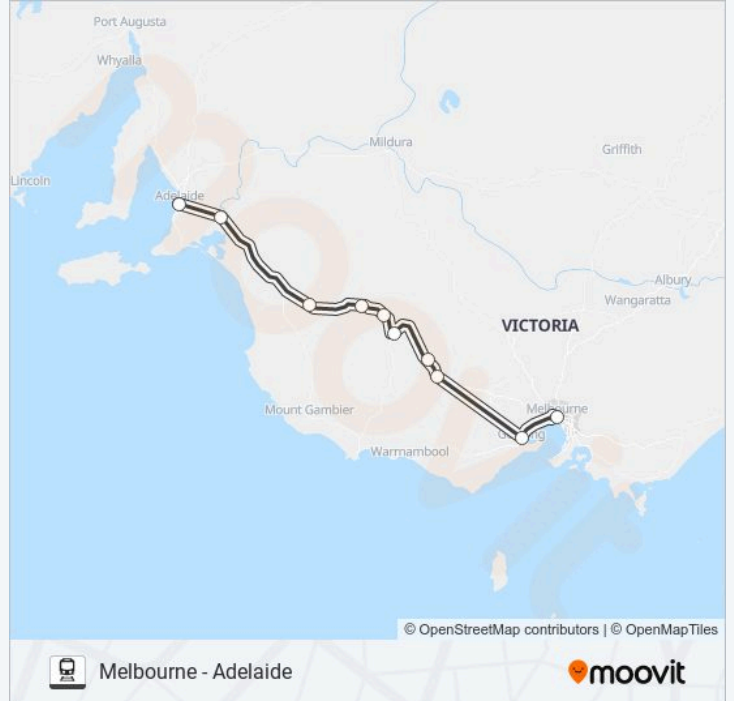 Port Augusta
Whyalla
Mildura
Griffith
Lincoln
Adelaide
Albury
Wangaratta
VICTORIA
Mount Gambier
Melbourne
Warrnambool
© OpenStreetMap contributors | © OpenMapTiles
Melbourne - Adelaide
moovit